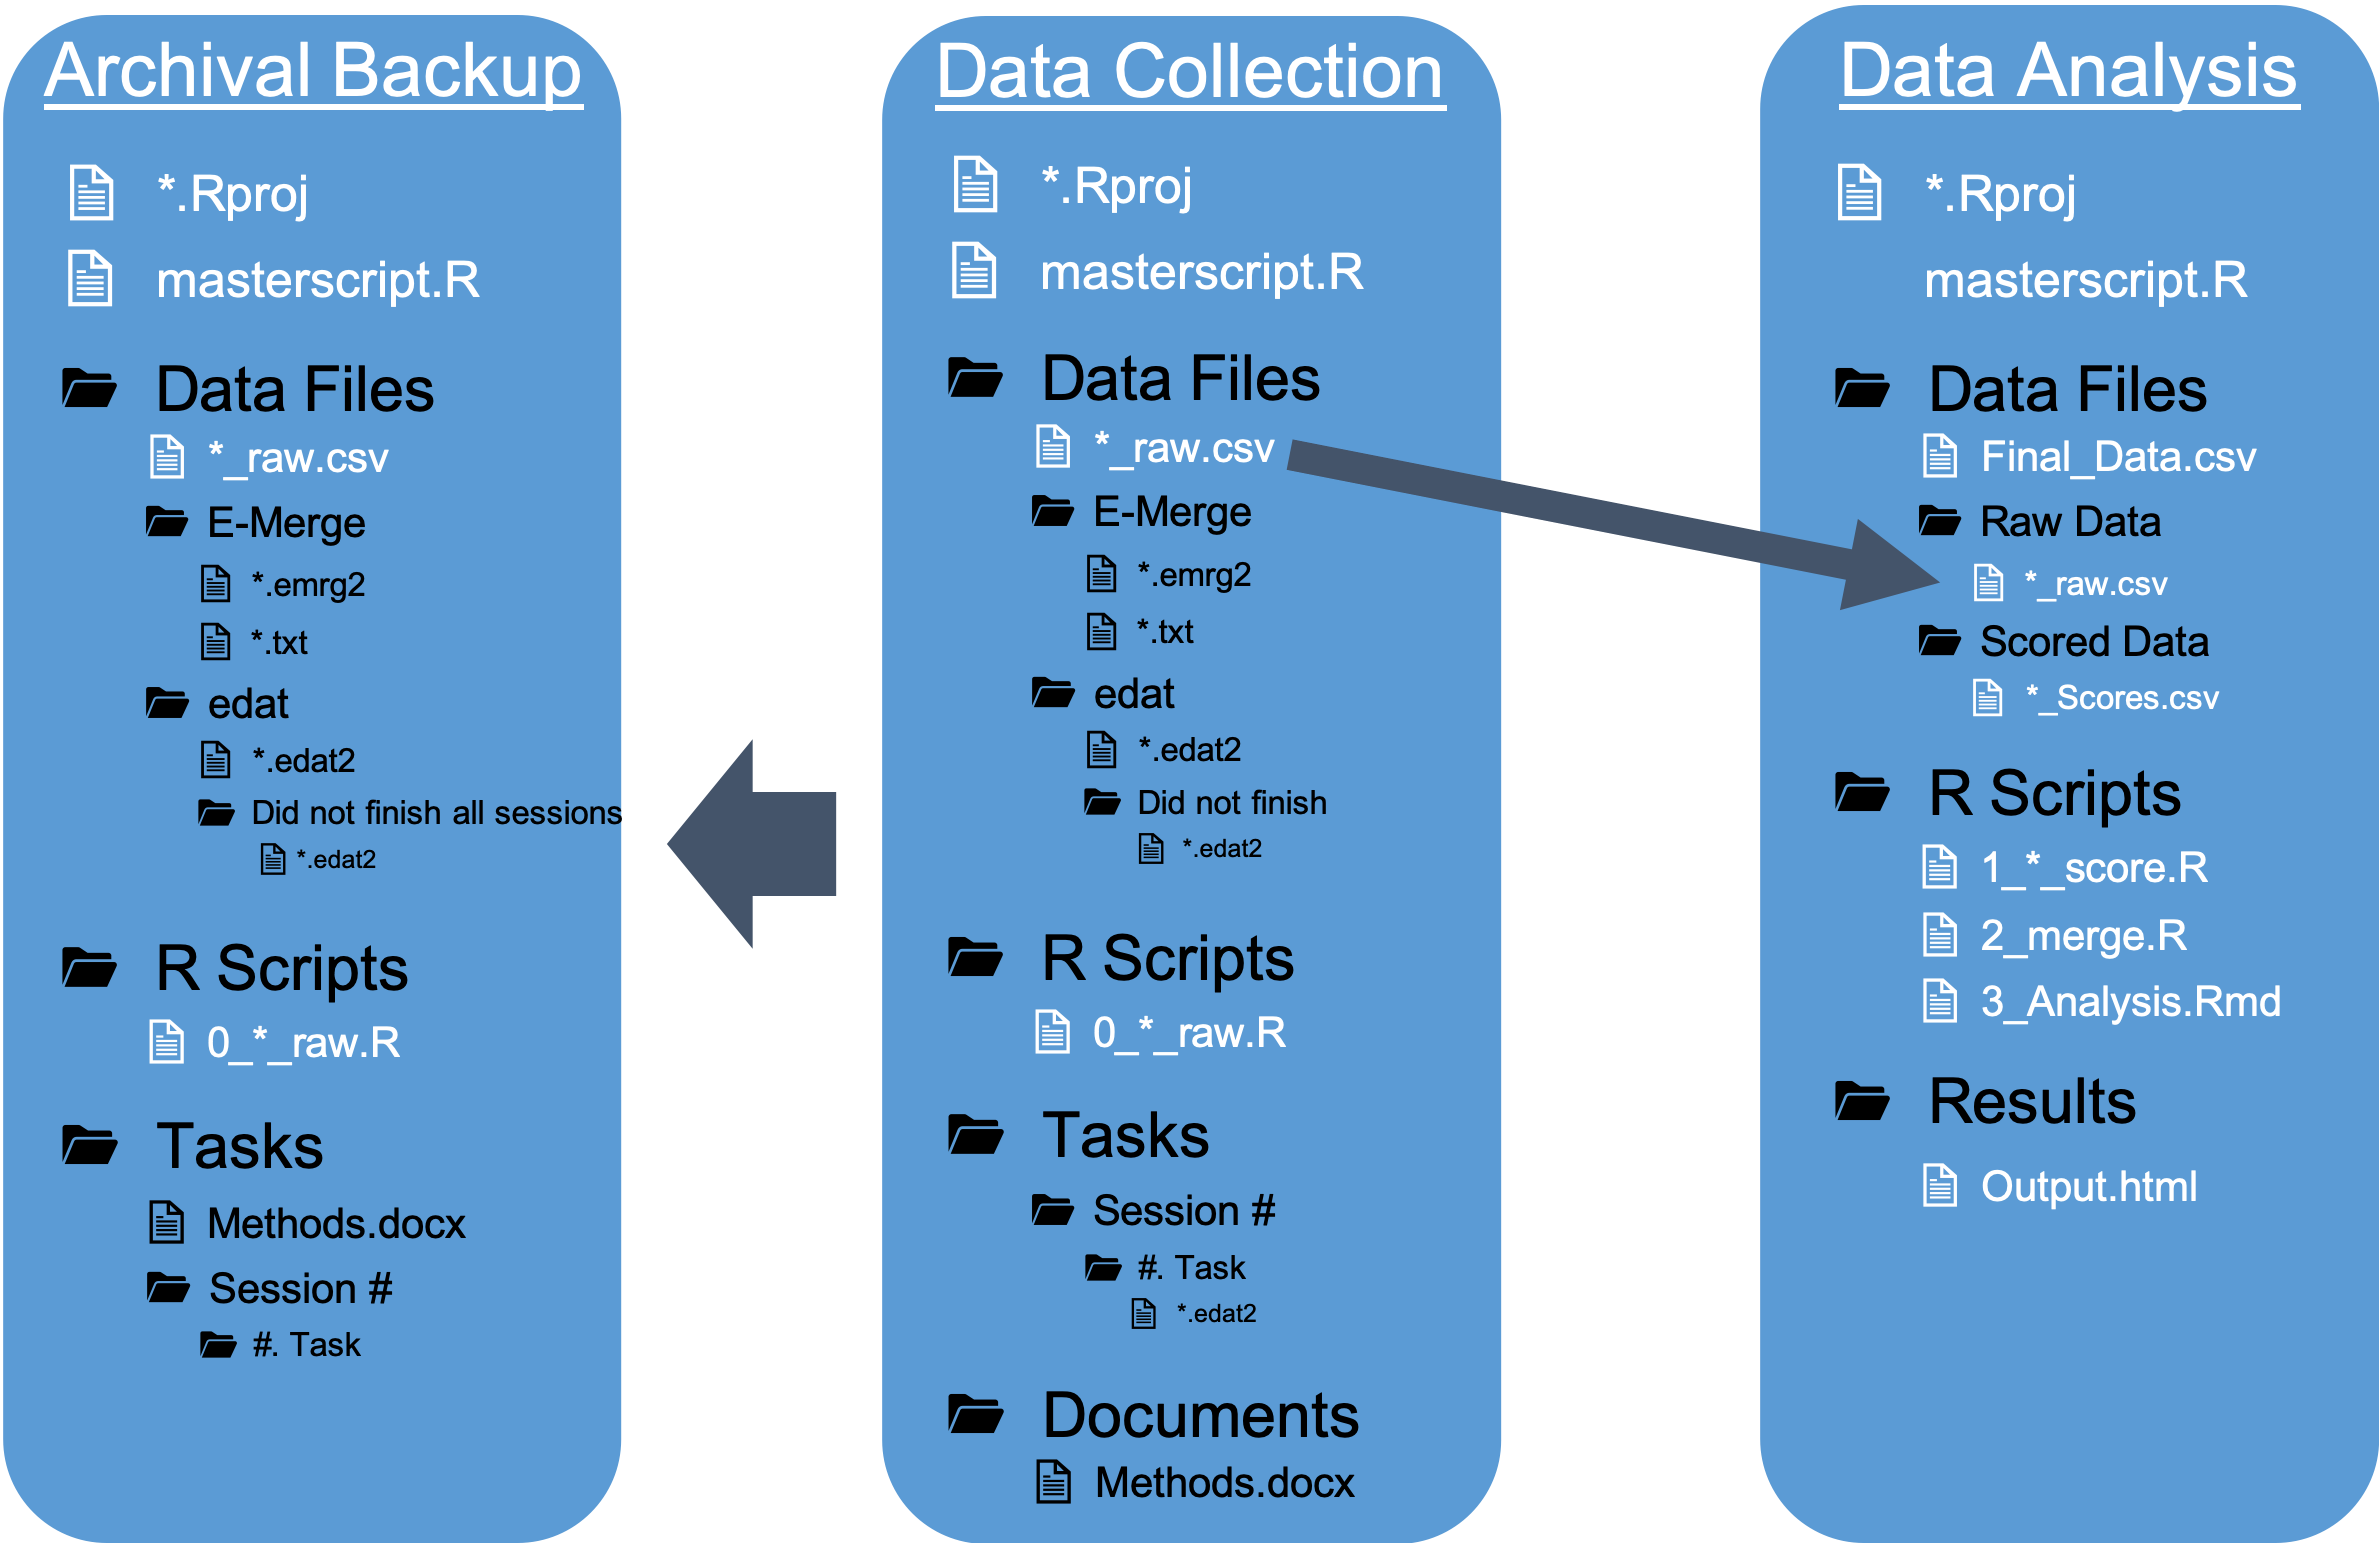 Archival Backup
*.Rproj
masterscript.R
Data Files
*_raw.csv
E-Merge
*.emrg2
*.txt
edat
*.edat2
Did not finish all sessions
*.edat2
R Scripts
0_*_raw.R
Tasks
Methods.docx
Session #
#. Task
Data Collection
*.Rproj
masterscript.R
Data Files
*_raw.csv
E-Merge
*.emrg2
*.txt
edat
*.edat2
Did not finish
*.edat2
R Scripts
0_*_raw.R
Tasks
Session #
#. Task
*.edat2
Documents
Methods.docx
Data Analysis
*.Rproj
masterscript.R
Data Files
Final_Data.csv
Raw Data
*_raw.csv
Scored Data
*_Scores.csv
R Scripts
1_*_score.R
2_merge.R
3_Analysis.Rmd
Results
Output.html